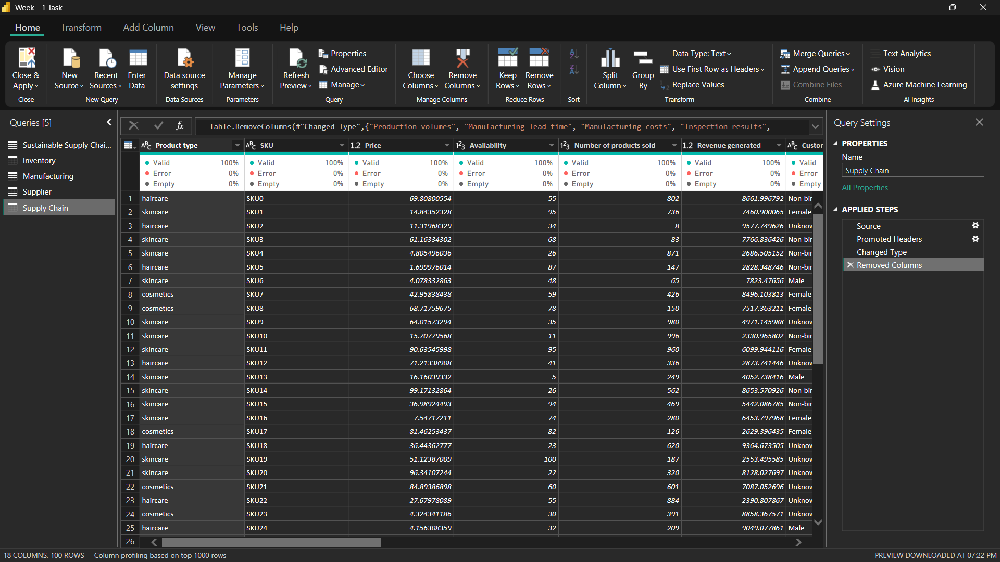 Week - 1 Task
Home Transform Add Column View Tools Help
Close & Apply
Close
New Source
Recent Sources
Enter Data
New Query
Data source settings
Data Sources
Manage Parameters
Parameters
Refresh Preview
Properties
Advanced Editor
Manage
Query
Choose Columns
Remove Columns
Manage Columns
Keep Rows
Remove Rows
Reduce Rows
Sort
Split Column
Group By
Data Type: Text
Use First Row as Headers
Replace Values
Transform
Merge Queries
Append Queries
Combine Files
Combine
Text Analytics
Vision
Azure Machine Learning
AI Insights
Queries [5]
Sustainable Supply Chai...
Inventory
Manufacturing
Supplier
Supply Chain
= Table.RemoveColumns(#"Changed Type",{"Production volumes", "Manufacturing lead time", "Manufacturing costs", "Inspection results",
Product type SKU 1.2 Price 123 Availability 123 Number of products sold 1.2 Revenue generated Custon
Valid 100% Valid 100% Valid 100% Valid 100% Valid 100% Valid 100% Valid
Error 0% Error 0% Error 0% Error 0% Error 0% Error 0% Error
Empty 0% Empty 0% Empty 0% Empty 0% Empty 0% Empty 0% Empty
1 haircare SKU0 69.80800554 55 802 8661.996792 Non-bin
2 skincare SKU1 14.84352328 95 736 7460.900065 Female
3 haircare SKU2 11.31968329 34 8 9577.749626 Unknov
4 skincare SKU3 61.16334302 68 83 7766.836426 Non-bin
5 skincare SKU4 4.805496036 26 871 2686.505152 Non-bin
6 haircare SKU5 1.699976014 87 147 2828.348746 Non-bin
7 skincare SKU6 4.078332863 48 65 7823.47656 Male
8 cosmetics SKU7 42.95838438 59 426 8496.103813 Female
9 cosmetics SKU8 68.71759675 78 150 7517.363211 Female
10 skincare SKU9 64.01573294 35 980 4971.145988 Unknov
11 skincare SKU10 15.70779568 11 996 2330.965802 Non-bin
12 skincare SKU11 90.63545998 95 960 6099.944116 Female
13 haircare SKU12 71.21338908 41 336 2873.741446 Unknov
14 skincare SKU13 16.16039332 5 249 4052.738416 Male
15 skincare SKU14 99.17132864 26 562 8653.570926 Non-bin
16 skincare SKU15 36.98924493 94 469 5442.086785 Non-bin
17 skincare SKU16 7.54717211 74 280 6453.797968 Female
18 cosmetics SKU17 81.46253437 82 126 2629.396435 Female
19 haircare SKU18 36.44362777 23 620 9364.673505 Unknov
20 skincare SKU19 51.12387009 100 187 2553.495585 Unknov
21 skincare SKU20 96.34107244 22 320 8128.027697 Unknov
22 cosmetics SKU21 84.89386898 60 601 7087.052696 Unknov
23 haircare SKU22 27.67978089 55 884 2390.807867 Unknov
24 cosmetics SKU23 4.324341186 30 391 8858.367571 Unknov
25 haircare SKU24 4.156308359 32 209 9049.077861 Male
26
Query Settings
PROPERTIES
Name
Supply Chain
All Properties
APPLIED STEPS
Source
Promoted Headers
Changed Type
Removed Columns
18 COLUMNS, 100 ROWS Column profiling based on top 1000 rows PREVIEW DOWNLOADED AT 07:22 PM